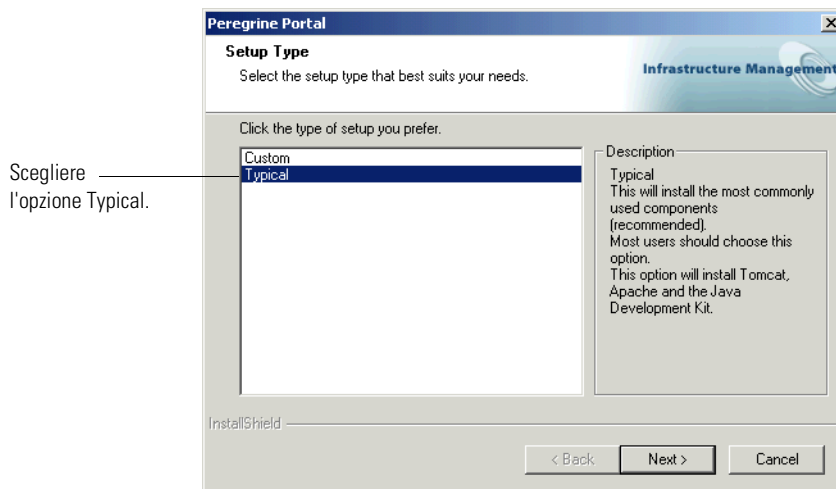 Peregrine Portal
Setup Type
Select the setup type that best suits your needs.
Infrastructure Management
Click the type of setup you prefer.
Custom
Typical
Scegliere
l'opzione Typical.
Description
Typical
This will install the most commonly
used components
(recommended).
Most users should choose this
option.
This option will install Tomcat,
Apache and the Java
Development Kit.
InstallShield
< Back
Next >
Cancel